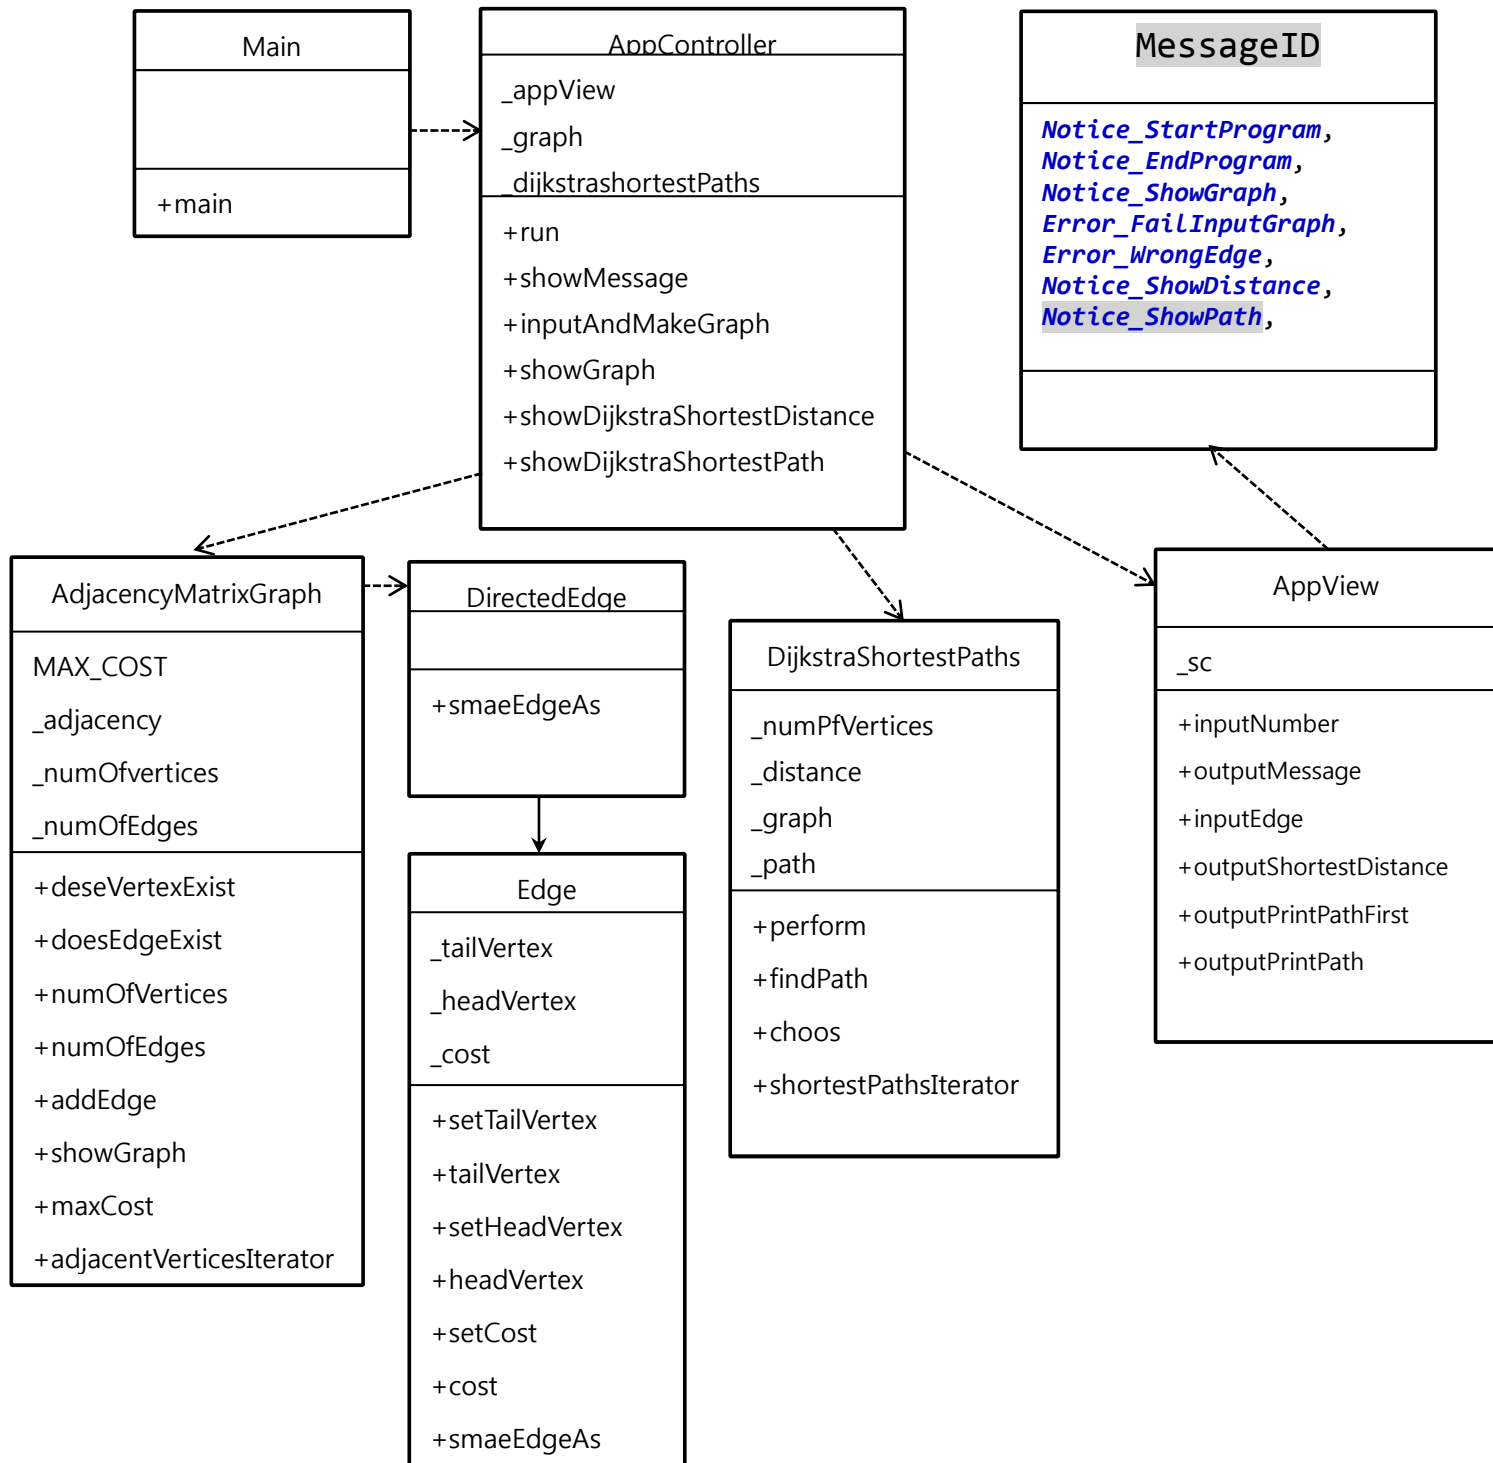 Main
+main
AppController
_appView
_graph
_dijkstrashortestPaths
+run
+showMessage
+inputAndMakeGraph
+showGraph
+showDijkstraShortestDistance
+showDijkstraShortestPath
MessageID
Notice_StartProgram,
Notice_EndProgram,
Notice_ShowGraph,
Error_FailInputGraph,
Error_WrongEdge,
Notice_ShowDistance,
Notice_ShowPath,
AdjacencyMatrixGraph
MAX_COST
_adjacency
_numOfvertices
_numOfEdges
+deseVertexExist
+doesEdgeExist
+numOfVertices
+numOfEdges
+addEdge
+showGraph
+maxCost
+adjacentVerticesIterator
DirectedEdge
+smaeEdgeAs
Edge
_tailVertex
_headVertex
_cost
+setTailVertex
+tailVertex
+setHeadVertex
+headVertex
+setCost
+cost
+smaeEdgeAs
DijkstraShortestPaths
_numPfVertices
_distance
_graph
_path
+perform
+findPath
+choos
+shortestPathsIterator
AppView
_sc
+inputNumber
+outputMessage
+inputEdge
+outputShortestDistance
+outputPrintPathFirst
+outputPrintPath